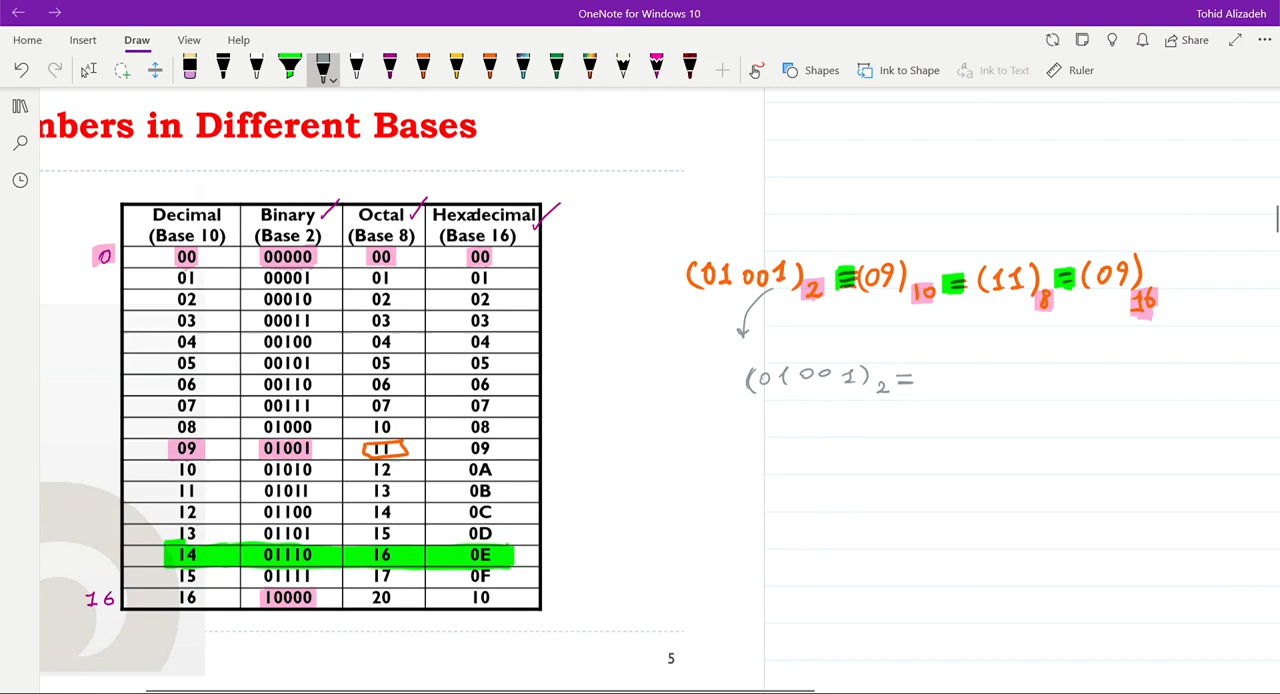 OneNote for Windows 10
Tohid Alizadeh
Home Insert Draw View Help
Share
Shapes Ink to Shape Ink to Text Ruler
mbers in Different Bases
Decimal (Base 10) Binary (Base 2) Octal (Base 8) Hexadecimal (Base 16)
0 00 00000 00 00
01 00001 01 01
02 00010 02 02
03 00011 03 03
04 00100 04 04
05 00101 05 05
06 00110 06 06
07 00111 07 07
08 01000 10 08
09 01001 11 09
10 01010 12 0A
11 01011 13 0B
12 01100 14 0C
13 01101 15 0D
14 01110 16 0E
15 01111 17 0F
16 16 10000 20 10
(01001)₂ ≡ (09)₁₀ = (11)₈ = (09)₁₆
(01001)₂ =
5